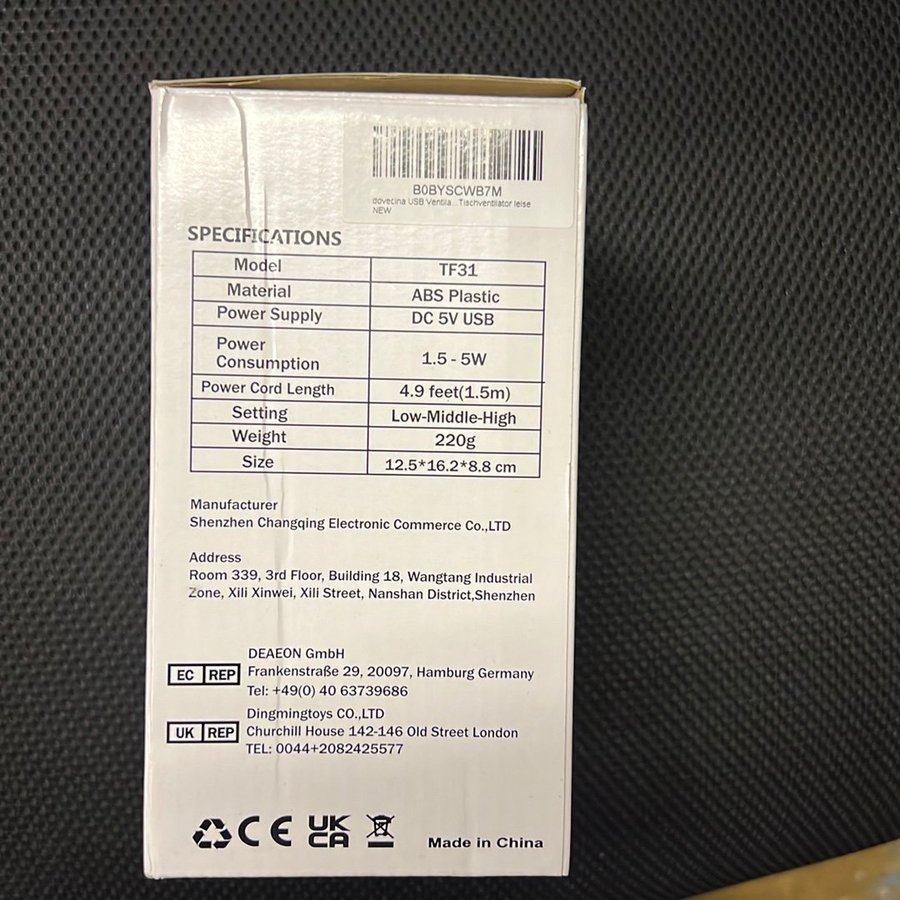 B0BYSCWB7M
dovecina USB Ventila...Tischventilator leise
NEW
SPECIFICATIONS
Model TF31
Material ABS Plastic
Power Supply DC 5V USB
Power
Consumption 1.5 - 5W
Power Cord Length 4.9 feet(1.5m)
Setting Low-Middle-High
Weight 220g
Size 12.5*16.2*8.8 cm
Manufacturer
Shenzhen Changqing Electronic Commerce Co.,LTD
Address
Room 339, 3rd Floor, Building 18, Wangtang Industrial
Zone, Xili Xinwei, Xili Street, Nanshan District,Shenzhen
DEAEON GmbH
EC REP Frankenstraße 29, 20097, Hamburg Germany
Tel: +49(0) 40 63739686
Dingmingtoys CO.,LTD
UK REP Churchill House 142-146 Old Street London
TEL: 0044+2082425577
CE UK
CA
Made in China